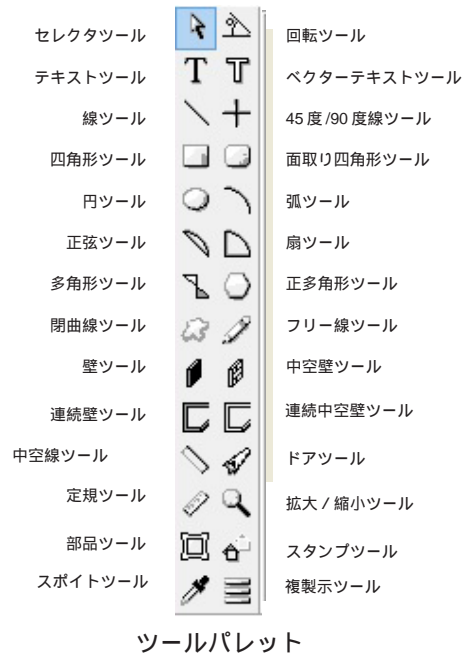 セレクタツール 回転ツール
テキストツール ベクターテキストツール
線ツール 45度/90度線ツール
四角形ツール 面取り四角形ツール
円ツール 弧ツール
正弦ツール 扇ツール
多角形ツール 正多角形ツール
閉曲線ツール フリー線ツール
壁ツール 中空壁ツール
連続壁ツール 連続中空壁ツール
中空線ツール ドアツール
定規ツール 拡大/縮小ツール
部品ツール スタンプツール
スポイトツール 複製示ツール
ツールパレット